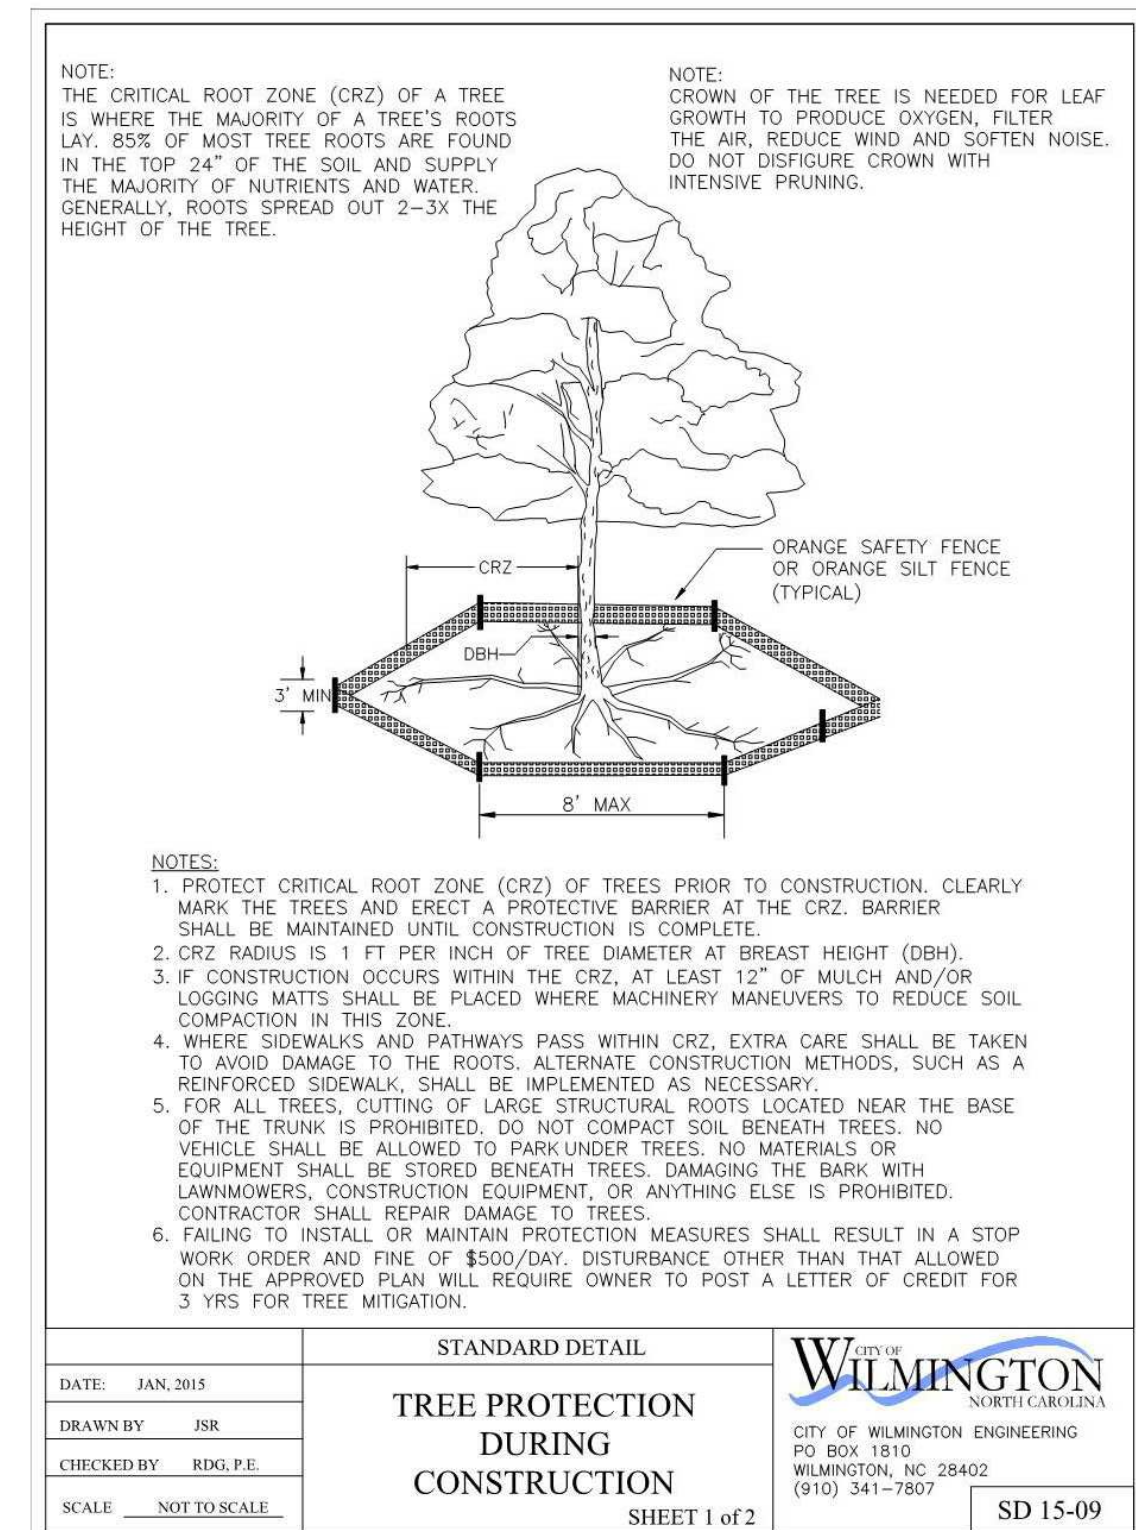 NOTE:
THE CRITICAL ROOT ZONE (CRZ) OF A TREE
IS WHERE THE MAJORITY OF A TREE'S ROOTS
LAY. 85% OF MOST TREE ROOTS ARE FOUND
IN THE TOP 24" OF THE SOIL AND SUPPLY
THE MAJORITY OF NUTRIENTS AND WATER.
GENERALLY, ROOTS SPREAD OUT 2-3X THE
HEIGHT OF THE TREE.
NOTE:
CROWN OF THE TREE IS NEEDED FOR LEAF
GROWTH TO PRODUCE OXYGEN, FILTER
THE AIR, REDUCE WIND AND SOFTEN NOISE.
DO NOT DISFIGURE CROWN WITH
INTENSIVE PRUNING.
ORANGE SAFETY FENCE
OR ORANGE SILT FENCE
(TYPICAL)
CRZ
DBH
3' MIN
8' MAX
NOTES:
1. PROTECT CRITICAL ROOT ZONE (CRZ) OF TREES PRIOR TO CONSTRUCTION. CLEARLY
MARK THE TREES AND ERECT A PROTECTIVE BARRIER AT THE CRZ. BARRIER
SHALL BE MAINTAINED UNTIL CONSTRUCTION IS COMPLETE.
2. CRZ RADIUS IS 1 FT PER INCH OF TREE DIAMETER AT BREAST HEIGHT (DBH).
3. IF CONSTRUCTION OCCURS WITHIN THE CRZ, AT LEAST 12" OF MULCH AND/OR
LOGGING MATTS SHALL BE PLACED WHERE MACHINERY MANEUVERS TO REDUCE SOIL
COMPACTION IN THIS ZONE.
4. WHERE SIDEWALKS AND PATHWAYS PASS WITHIN CRZ, EXTRA CARE SHALL BE TAKEN
TO AVOID DAMAGE TO THE ROOTS. ALTERNATE CONSTRUCTION METHODS, SUCH AS A
REINFORCED SIDEWALK, SHALL BE IMPLEMENTED AS NECESSARY.
5. FOR ALL TREES, CUTTING OF LARGE STRUCTURAL ROOTS LOCATED NEAR THE BASE
OF THE TRUNK IS PROHIBITED. DO NOT COMPACT SOIL BENEATH TREES. NO
VEHICLE SHALL BE ALLOWED TO PARK UNDER TREES. NO MATERIALS OR
EQUIPMENT SHALL BE STORED BENEATH TREES. DAMAGING THE BARK WITH
LAWNMOWERS, CONSTRUCTION EQUIPMENT, OR ANYTHING ELSE IS PROHIBITED.
CONTRACTOR SHALL REPAIR DAMAGE TO TREES.
6. FAILING TO INSTALL OR MAINTAIN PROTECTION MEASURES SHALL RESULT IN A STOP
WORK ORDER AND FINE OF $500/DAY. DISTURBANCE OTHER THAN THAT ALLOWED
ON THE APPROVED PLAN WILL REQUIRE OWNER TO POST A LETTER OF CREDIT FOR
3 YRS FOR TREE MITIGATION.
DATE: JAN, 2015
DRAWN BY JSR
CHECKED BY RDG, P.E.
SCALE NOT TO SCALE
STANDARD DETAIL
TREE PROTECTION
DURING
CONSTRUCTION
SHEET 1 of 2
CITY OF
WILMINGTON
NORTH CAROLINA
CITY OF WILMINGTON ENGINEERING
PO BOX 1810
WILMINGTON, NC 28402
(910) 341-7807
SD 15-09